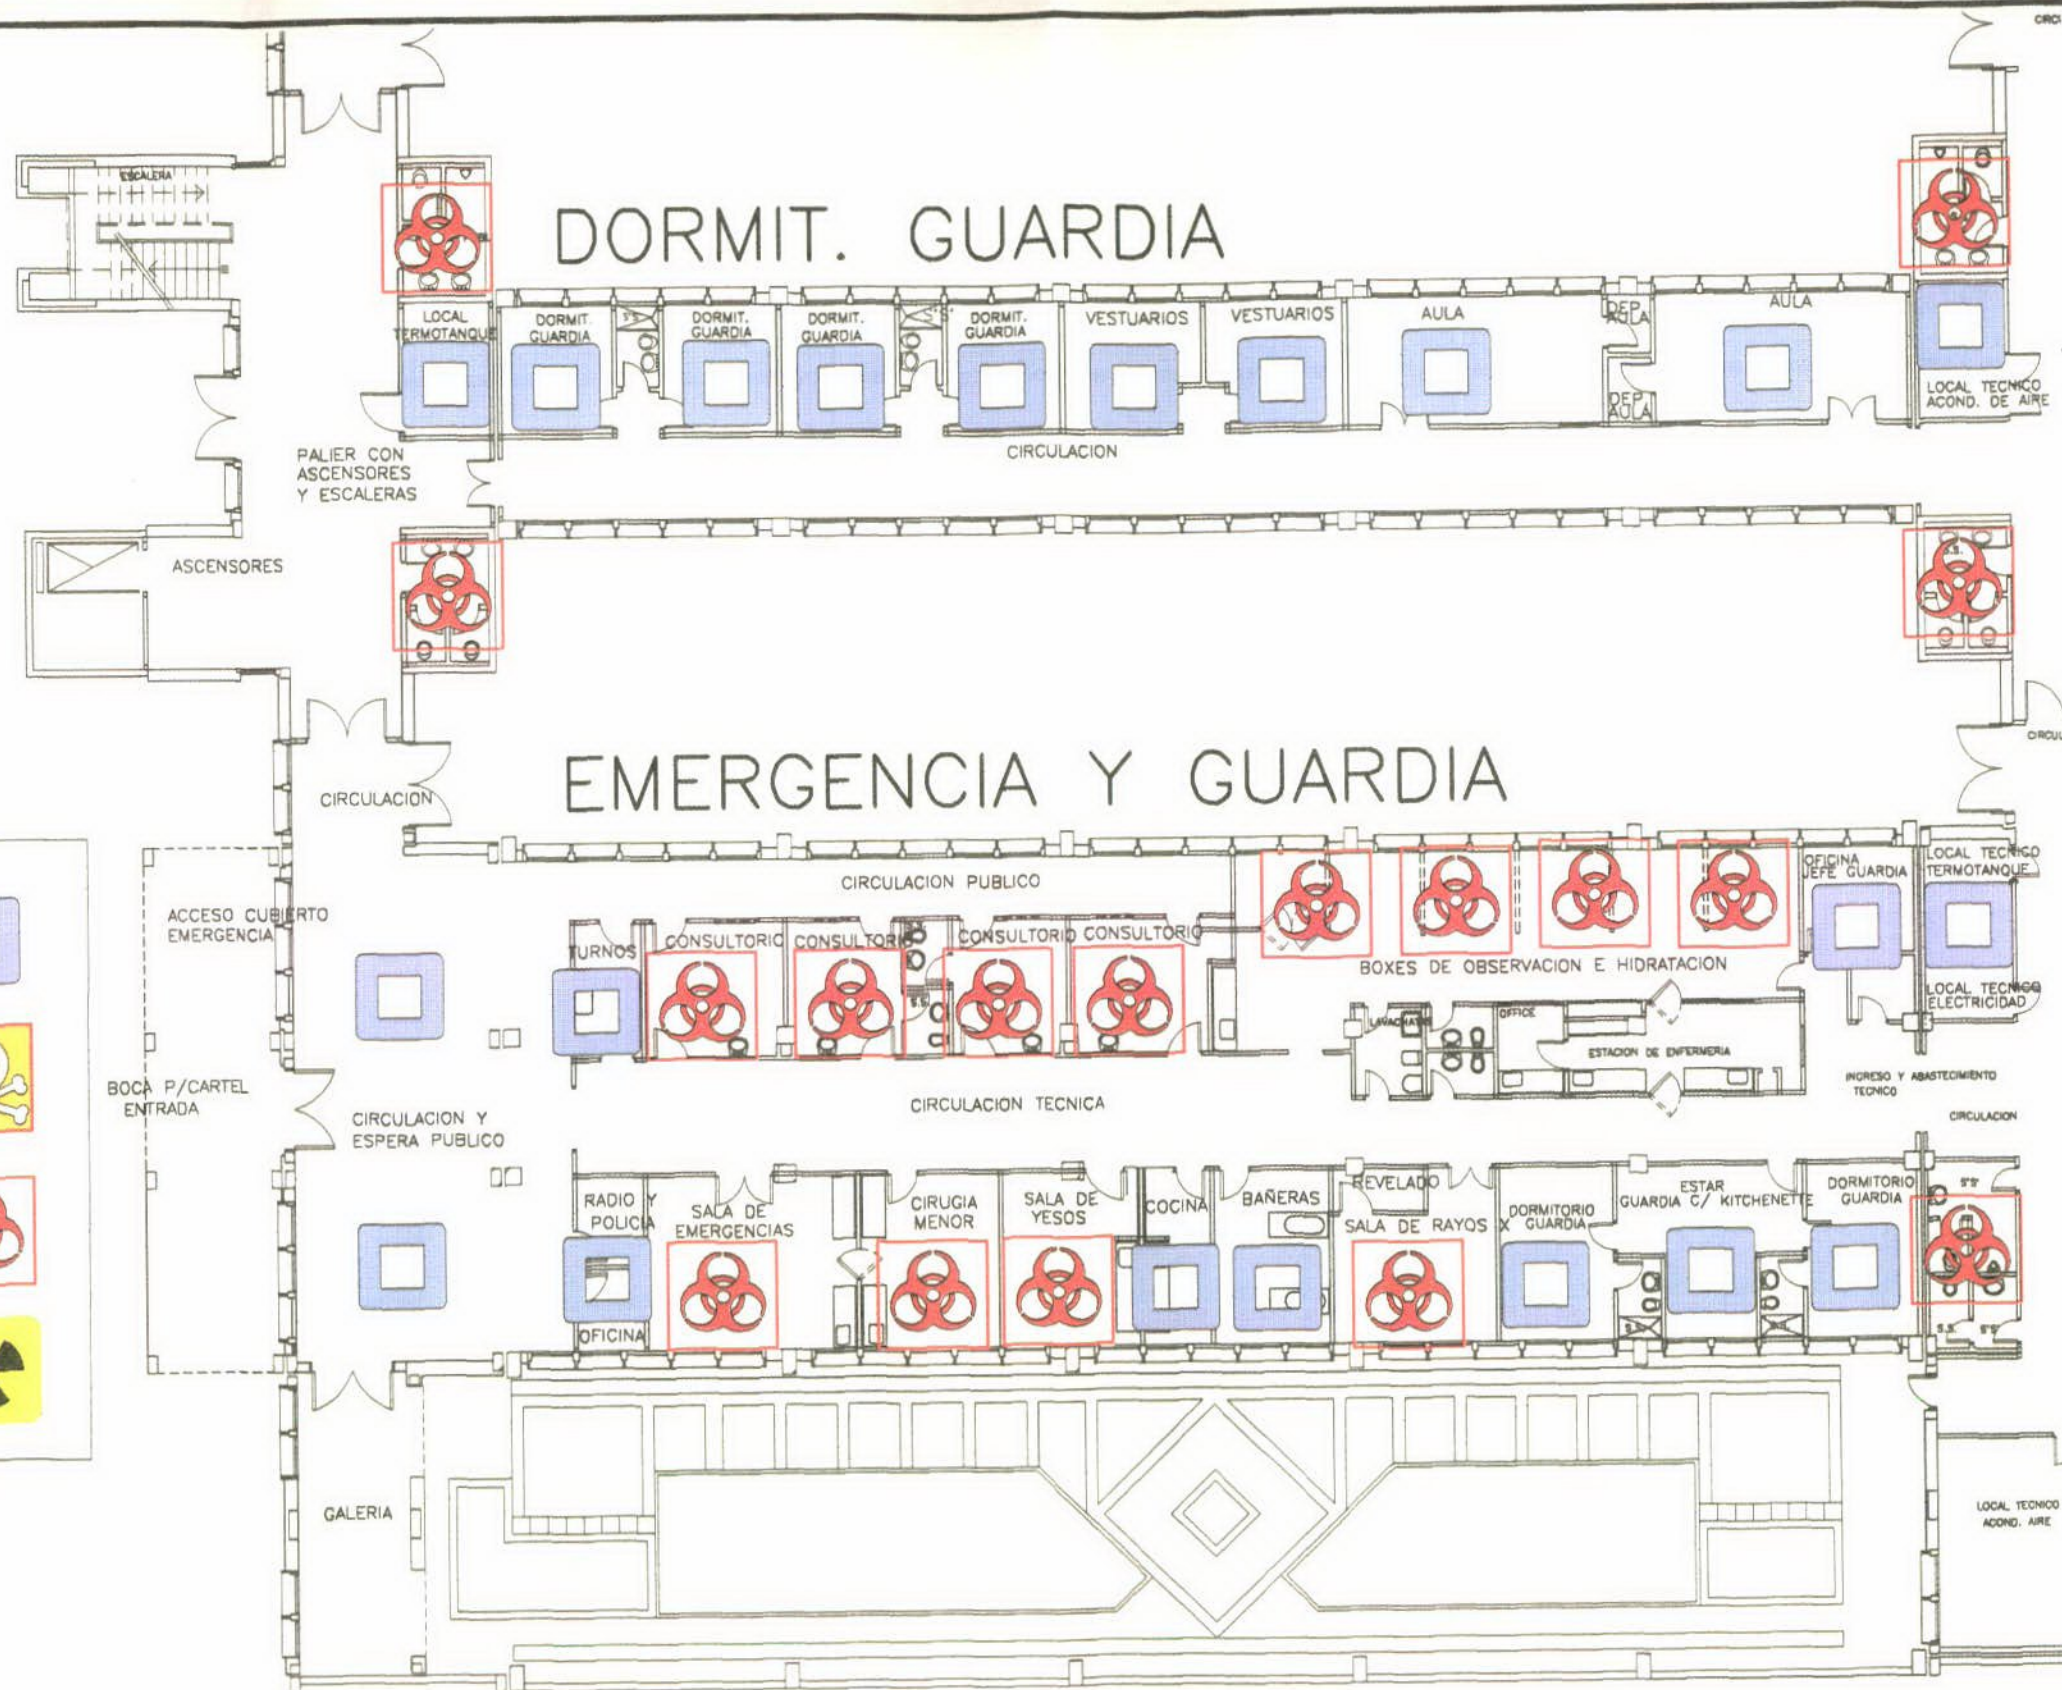 ESCALERA
DORMIT. GUARDIA
LOCAL
TERMOTANQUE
DORMIT.
GUARDIA
S.S.
DORMIT.
GUARDIA
DORMIT.
GUARDIA
DORMIT.
GUARDIA
VESTUARIOS
VESTUARIOS
AULA
DEP.
AULA
DEP.
AULA
AULA
LOCAL TECNICO
ACOND. DE AIRE
CIRCULACION
PALIER CON
ASCENSORES
Y ESCALERAS
ASCENSORES
S.S.
EMERGENCIA Y GUARDIA
CIRCULACION
CIRCULACION PUBLICO
OFICINA
JEFE GUARDIA
LOCAL TECNICO
TERMOTANQUE
ACCESO CUBIERTO
EMERGENCIA
TURNOS
CONSULTORIO
CONSULTORIO
CONSULTORIO
CONSULTORIO
S.S.
BOXES DE OBSERVACION E HIDRATACION
LOCAL TECNICO
ELECTRICIDAD
OFFICE
ESTACION DE ENFERMERIA
INGRESO Y ABASTECIMIENTO
TECNICO
BOCA P/CARTEL
ENTRADA
CIRCULACION Y
ESPERA PUBLICO
CIRCULACION TECNICA
CIRCULACION
RADIO Y
POLICIA
OFICINA
SALA DE
EMERGENCIAS
CIRUGIA
MENOR
SALA DE
YESOS
COCINA
BAÑERAS
REVELADO
SALA DE RAYOS X
DORMITORIO
GUARDIA
ESTAR
GUARDIA C/ KITCHENETTE
DORMITORIO
GUARDIA
S.S.
GALERIA
LOCAL TECNICO
ACOND. AIRE